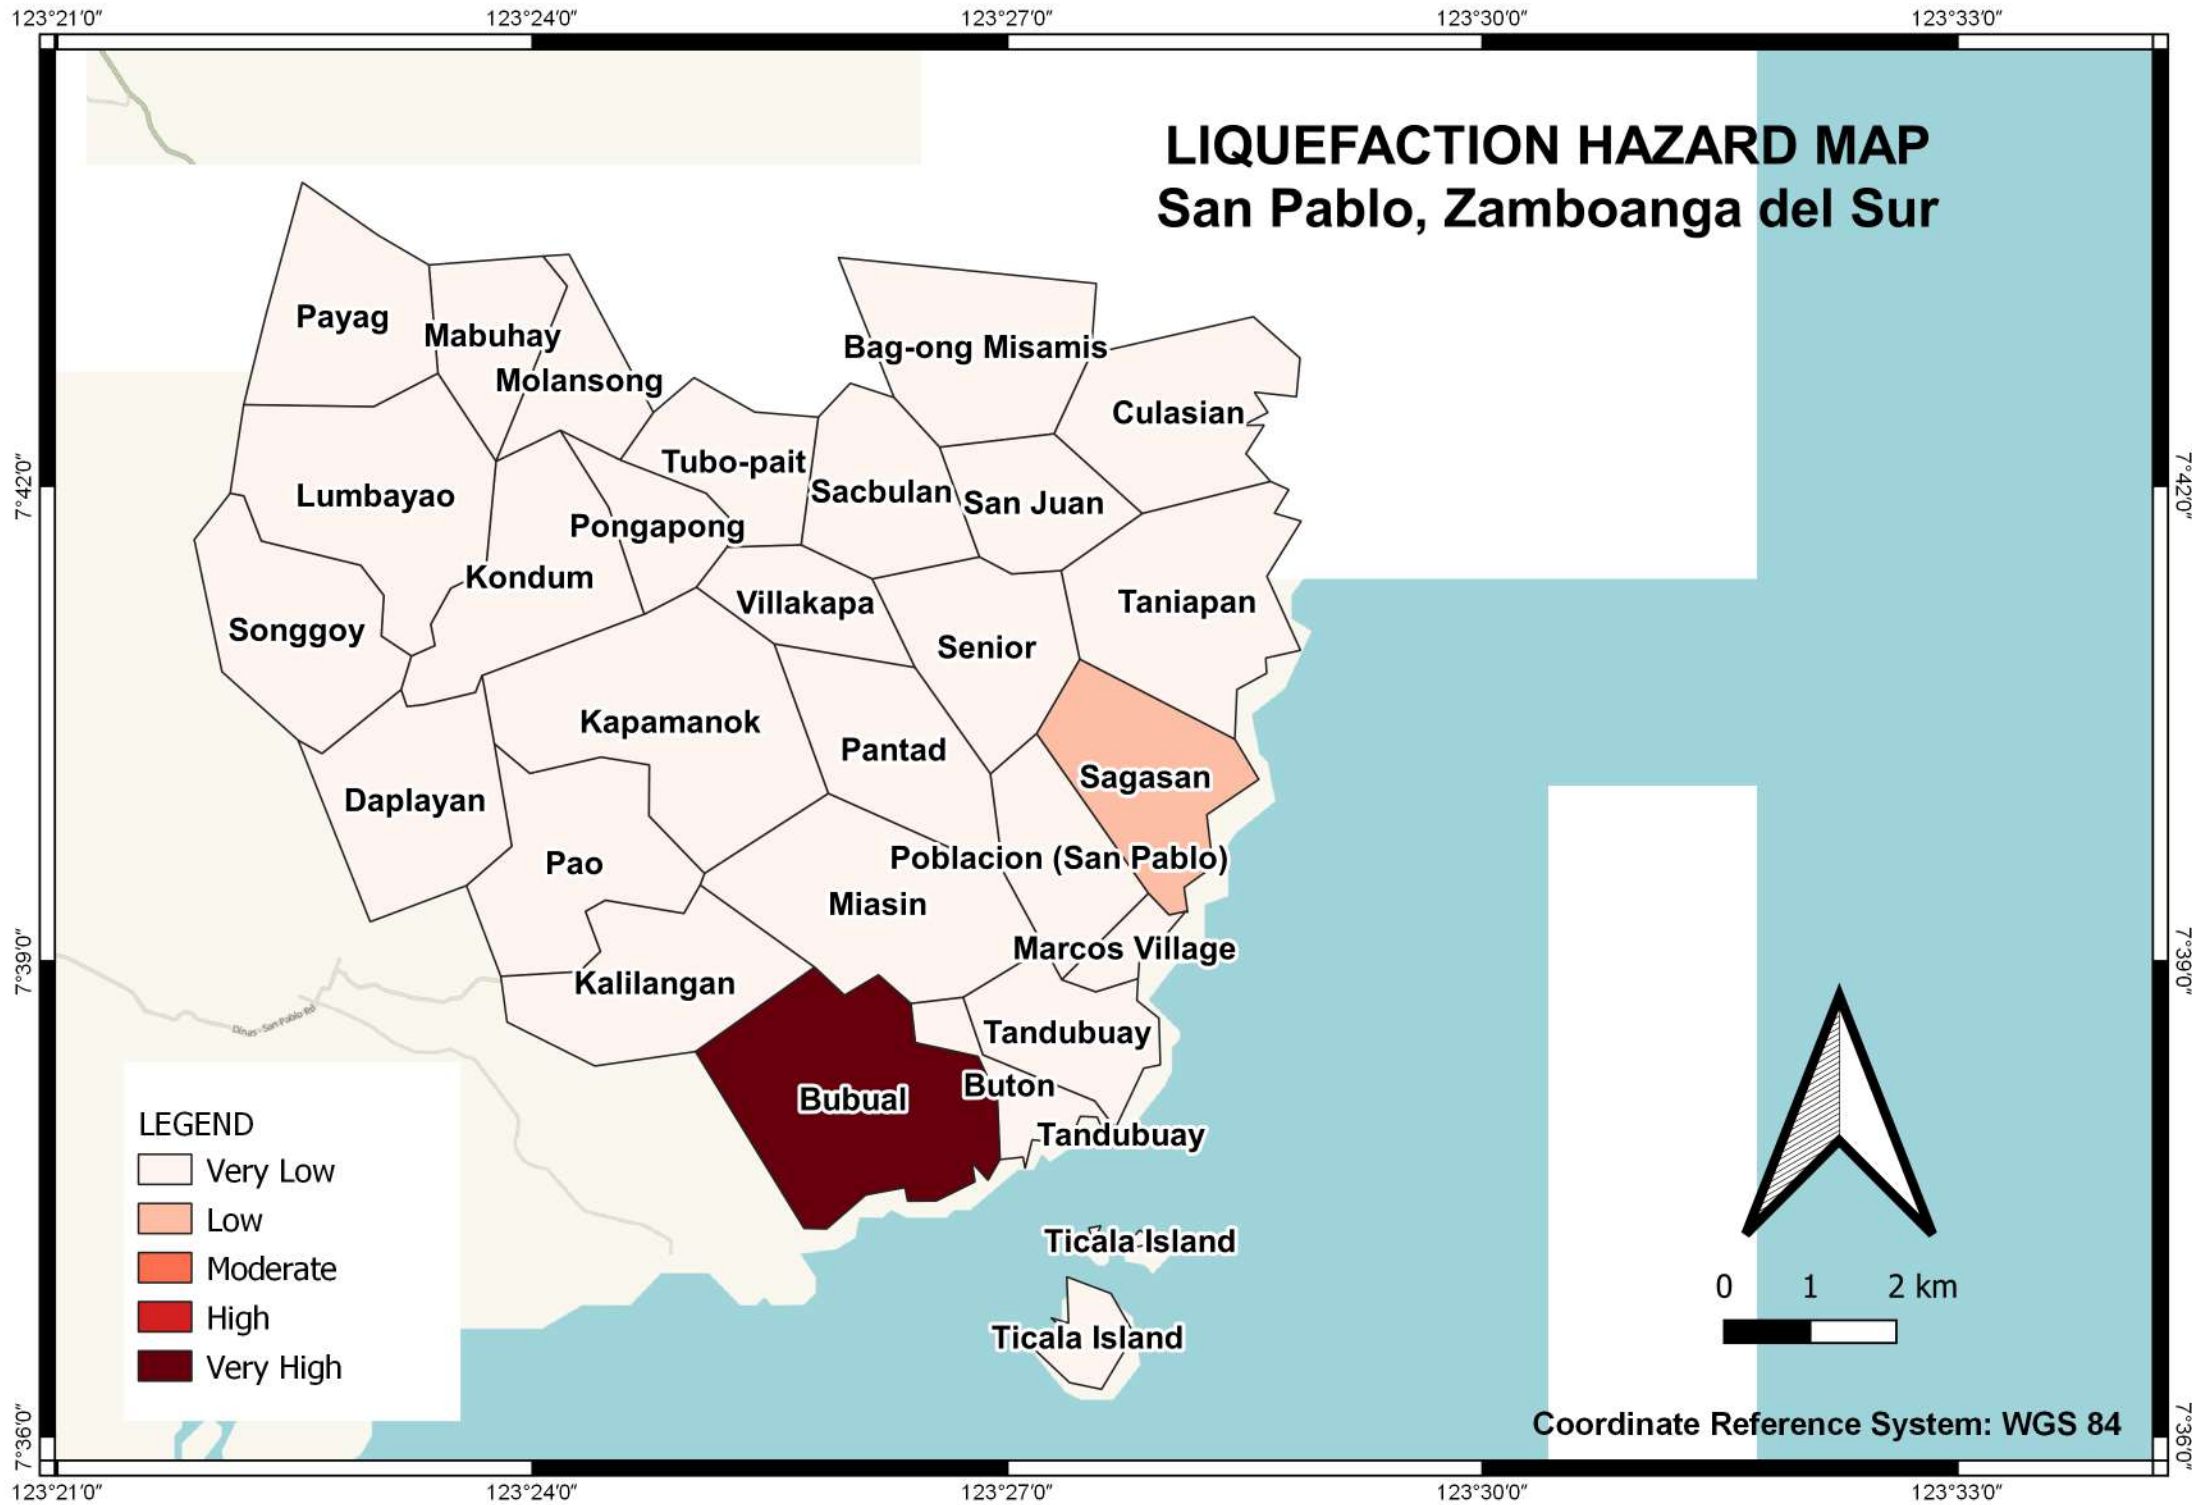 123°21′0″ 123°24′0″ 123°27′0″ 123°30′0″ 123°33′0″
LIQUEFACTION HAZARD MAP
San Pablo, Zamboanga del Sur
Payag
Mabuhay
Bag-ong Misamis
Molansong
Culasian
Tubo-pait
7°42′0″
7°42′0″
Lumbayao
Sacbulan
San Juan
Pongapong
Kondum
Villakapa
Taniapan
Songgoy
Senior
Kapamanok
Pantad
Sagasan
Daplayan
Pao
Poblacion (San Pablo)
Miasin
7°39′0″
Marcos Village
7°39′0″
Kalilangan
Dinas-San Pablo Rd
Tandubuay
Buton
Bubual
Tandubuay
LEGEND
Very Low
Low
Moderate
High
Very High
Ticala Island
Ticala Island
0 1 2 km
7°36′0″
Coordinate Reference System: WGS 84
7°36′0″
123°21′0″ 123°24′0″ 123°27′0″ 123°30′0″ 123°33′0″